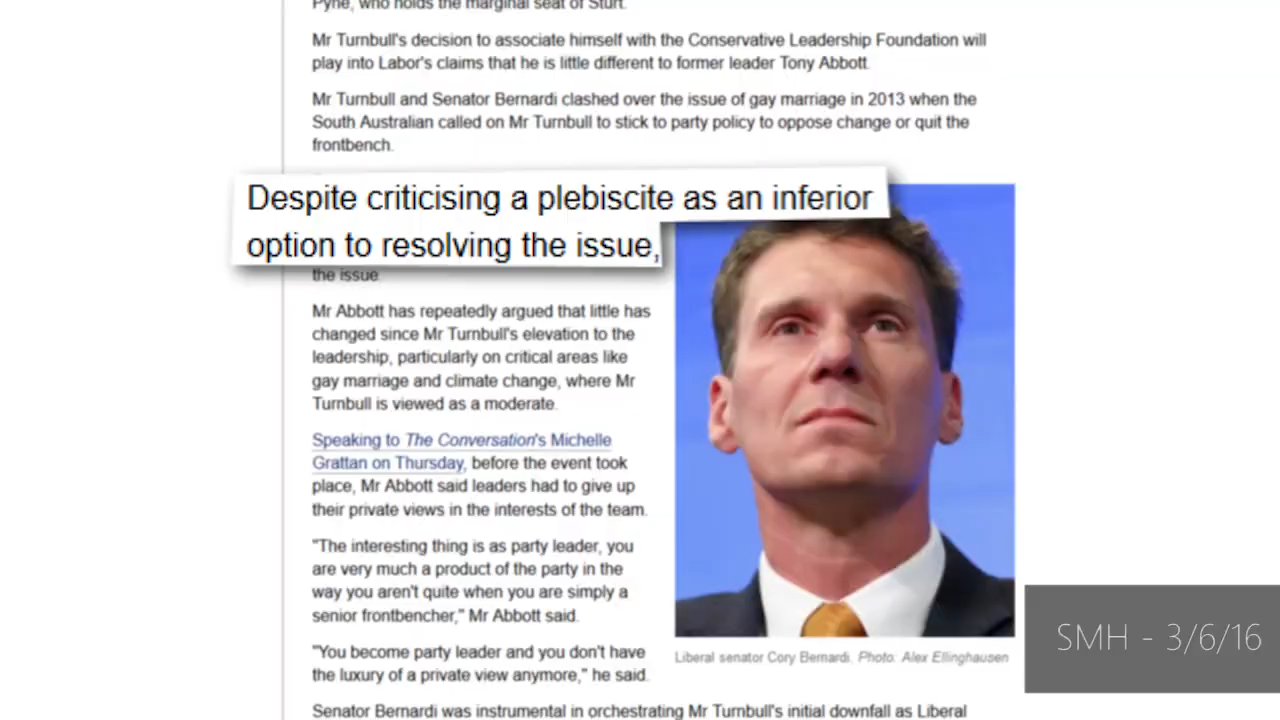 Pyne, who holds the marginal seat of Sturt.
Mr Turnbull's decision to associate himself with the Conservative Leadership Foundation will
play into Labor's claims that he is little different to former leader Tony Abbott.
Mr Turnbull and Senator Bernardi clashed over the issue of gay marriage in 2013 when the
South Australian called on Mr Turnbull to stick to party policy to oppose change or quit the
frontbench.
Despite criticising a plebiscite as an inferior
option to resolving the issue,
the issue.
Mr Abbott has repeatedly argued that little has
changed since Mr Turnbull's elevation to the
leadership, particularly on critical areas like
gay marriage and climate change, where Mr
Turnbull is viewed as a moderate.
Speaking to The Conversation's Michelle
Grattan on Thursday, before the event took
place, Mr Abbott said leaders had to give up
their private views in the interests of the team.
"The interesting thing is as party leader, you
are very much a product of the party in the
way you aren't quite when you are simply a
senior frontbencher," Mr Abbott said.
"You become party leader and you don't have
the luxury of a private view anymore," he said.
Liberal senator Cory Bernardi. Photo: Alex Ellinghausen
SMH - 3/6/16
Senator Bernardi was instrumental in orchestrating Mr Turnbull's initial downfall as Liberal